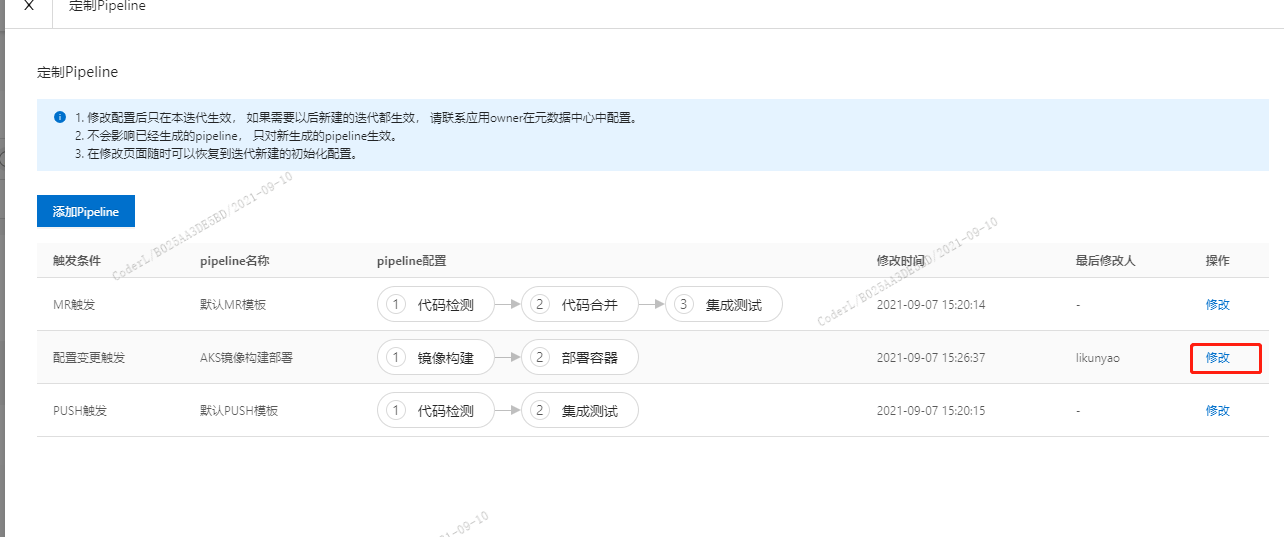 X 定制Pipeline
定制Pipeline
1. 修改配置后只在本迭代生效， 如果需要以后新建的迭代都生效， 请联系应用owner在元数据中心中配置。
2. 不会影响已经生成的pipeline， 只对新生成的pipeline生效。
3. 在修改页面随时可以恢复到迭代新建的初始化配置。
添加Pipeline
触发条件 pipeline名称 pipeline配置 修改时间 最后修改人 操作
MR触发 默认MR模板 1 代码检测 2 代码合并 3 集成测试 2021-09-07 15:20:14 - 修改
配置变更触发 AKS镜像构建部署 1 镜像构建 2 部署容器 2021-09-07 15:26:37 likunyao 修改
PUSH触发 默认PUSH模板 1 代码检测 2 集成测试 2021-09-07 15:20:15 - 修改
CoderL/B025AA3DE5BD/2021-09-10
CoderL/B025AA3DE5BD/2021-09-10
21-09-10